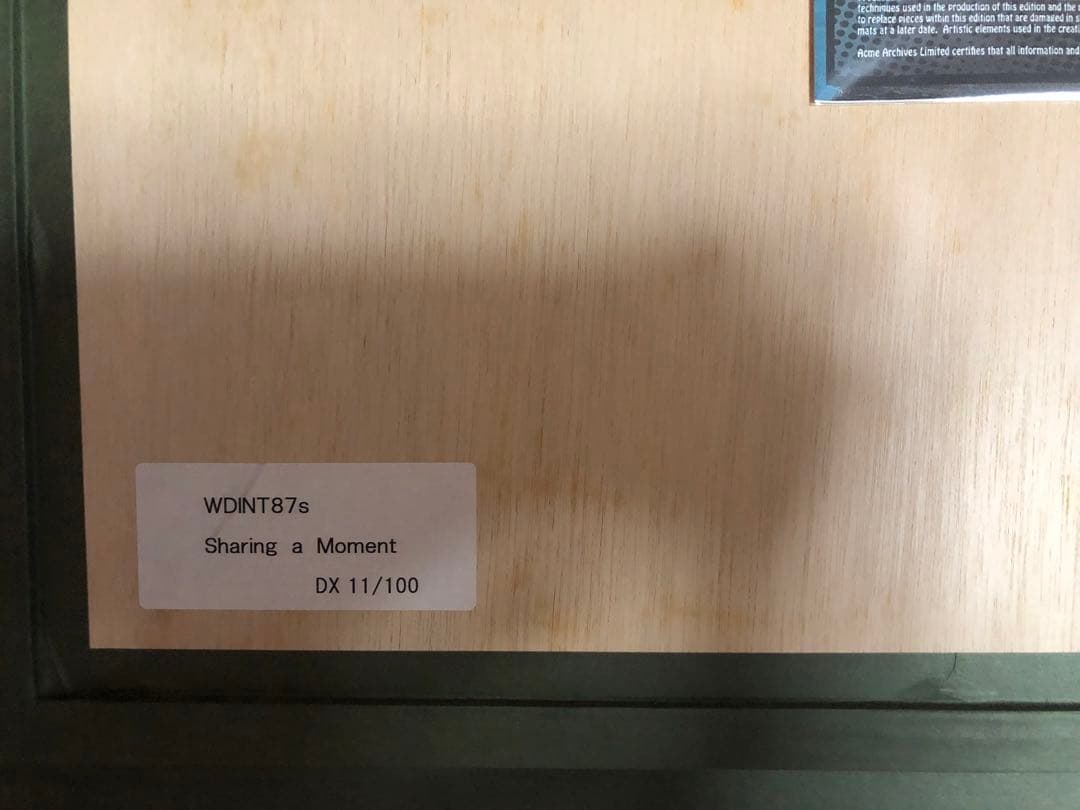 techniques used in the production of this edition and the
to replace pieces within this edition that are damaged in
mats at a later date. Artistic elements used in the
Acme Archives Limited certifies that all information and
WDINT87s
Sharing a Moment
DX 11/100